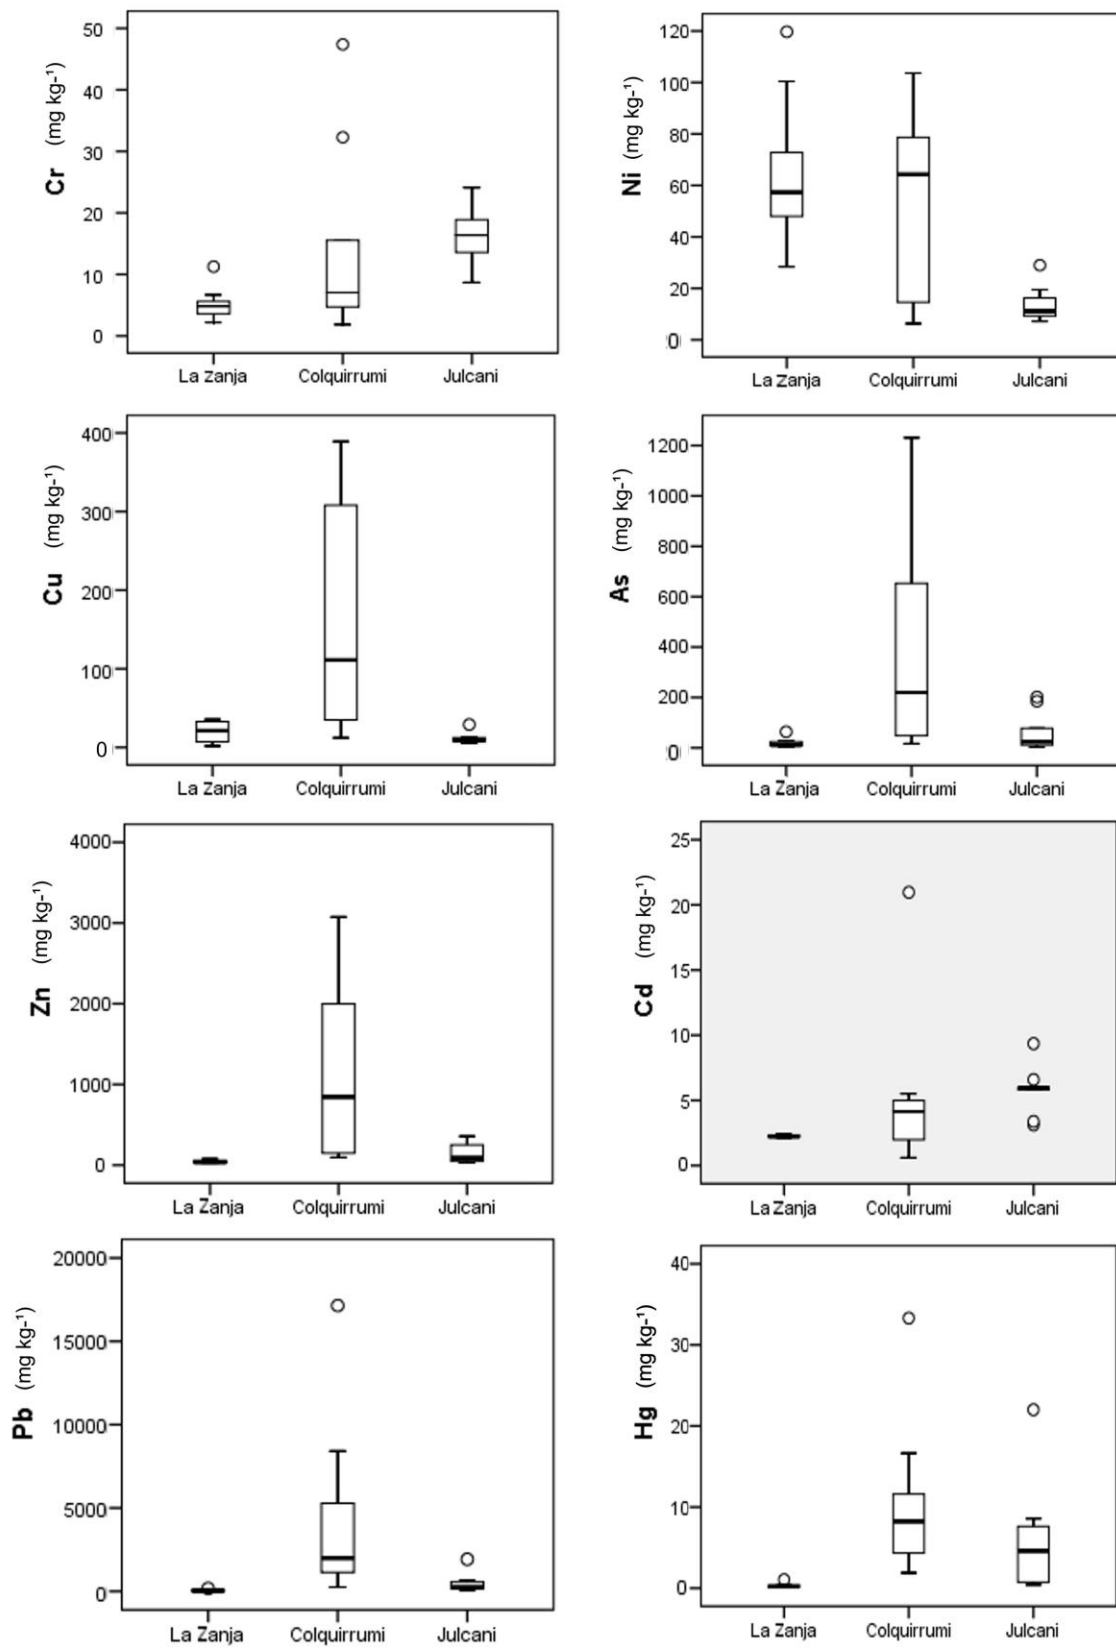 Cr (mg kg-¹)
50
40
30
20
10
0
La Zanja Colquirrumi Julcani
Ni (mg kg-¹)
120
100
80
60
40
20
0
La Zanja Colquirrumi Julcani
Cu (mg kg-¹)
400
300
200
100
0
La Zanja Colquirrumi Julcani
As (mg kg-¹)
1200
1000
800
600
400
200
0
La Zanja Colquirrumi Julcani
Zn (mg kg-¹)
4000
3000
2000
1000
0
La Zanja Colquirrumi Julcani
Cd (mg kg-¹)
25
20
15
10
5
0
La Zanja Colquirrumi Julcani
Pb (mg kg-¹)
20000
15000
10000
5000
0
La Zanja Colquirrumi Julcani
Hg (mg kg-¹)
40
30
20
10
0
La Zanja Colquirrumi Julcani